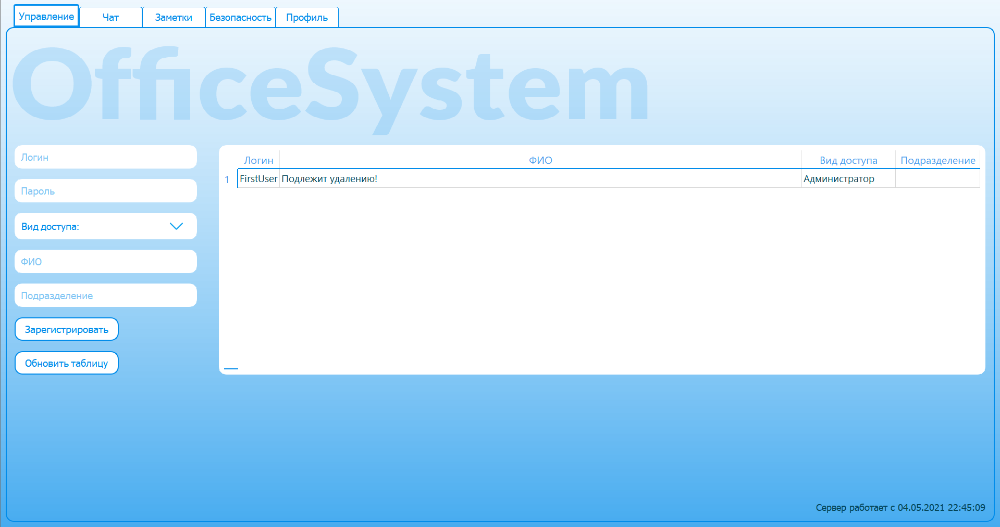 Управление Чат Заметки Безопасность Профиль
OfficeSystem
Логин
Пароль
Вид доступа:
ФИО
Подразделение
Зарегистрировать
Обновить таблицу
Логин ФИО Вид доступа Подразделение
1 FirstUser Подлежит удалению! Администратор
Сервер работает с 04.05.2021 22:45:09